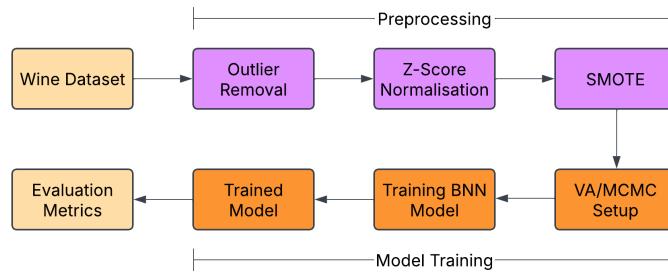 Preprocessing
Wine Dataset
Outlier
Removal
Z-Score
Normalisation
SMOTE
Evaluation
Metrics
Trained
Model
Training BNN
Model
VA/MCMC
Setup
Model Training